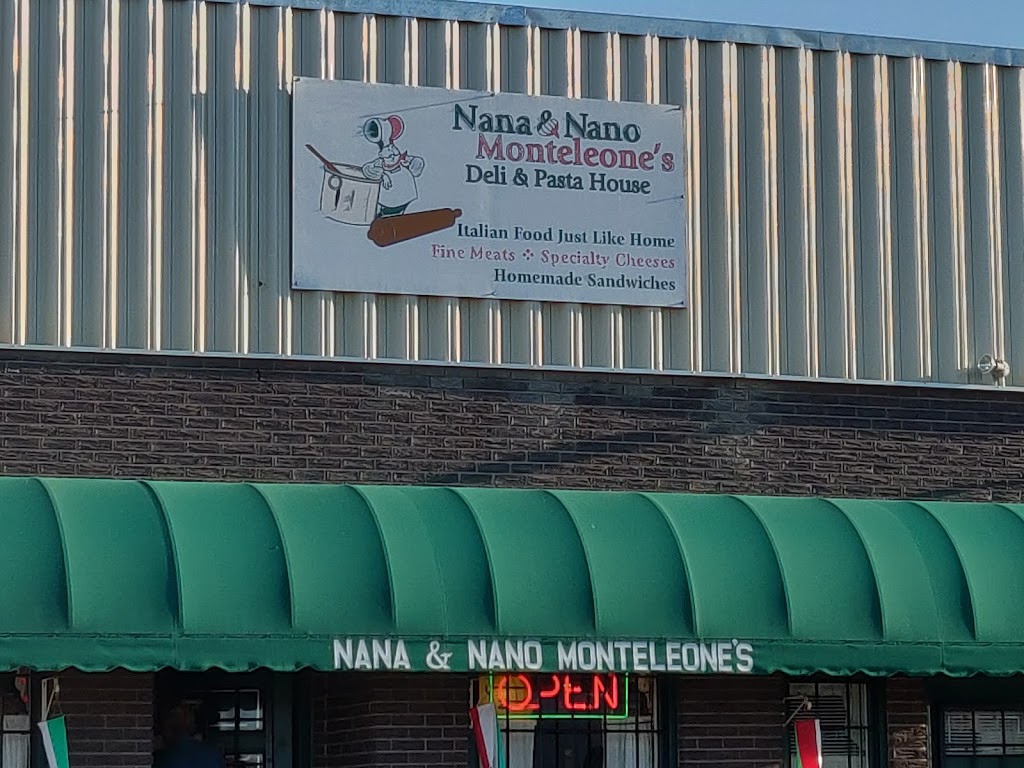 Nana & Nano
Monteleone's
Deli & Pasta House
Italian Food Just Like Home
Fine Meats ❖ Specialty Cheeses
Homemade Sandwiches
NANA & NANO MONTELEONE'S
OPEN